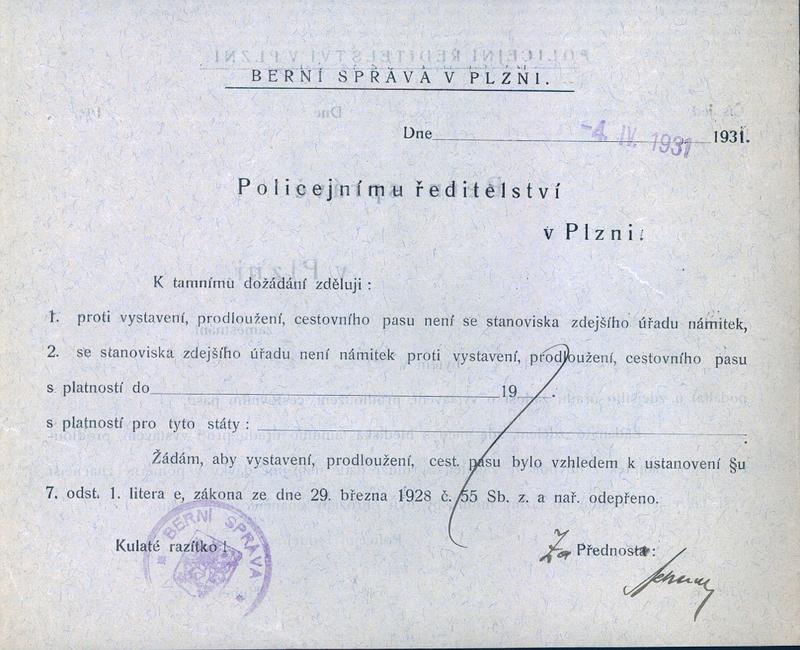 BERNÍ SPRÁVA V PLZNI.
Dne -4. IV. 1931 1931.
Policejnímu ředitelství
v Plzni.
K tamnímu dožádání zděluji :
1. proti vystavení, prodloužení, cestovního pasu není se stanoviska zdejšího úřadu námitek,
2. se stanoviska zdejšího úřadu není námitek proti vystavení, prodloužení, cestovního pasu
s platností do 19 .
s platností pro tyto státy :
Žádám, aby vystavení, prodloužení, cest. pasu bylo vzhledem k ustanovení §u
7. odst. 1. litera e, zákona ze dne 29. března 1928 č. 55 Sb. z. a nař. odepřeno.
BERNÍ SPRÁVA
Kulaté razítko !
Za Přednosta :